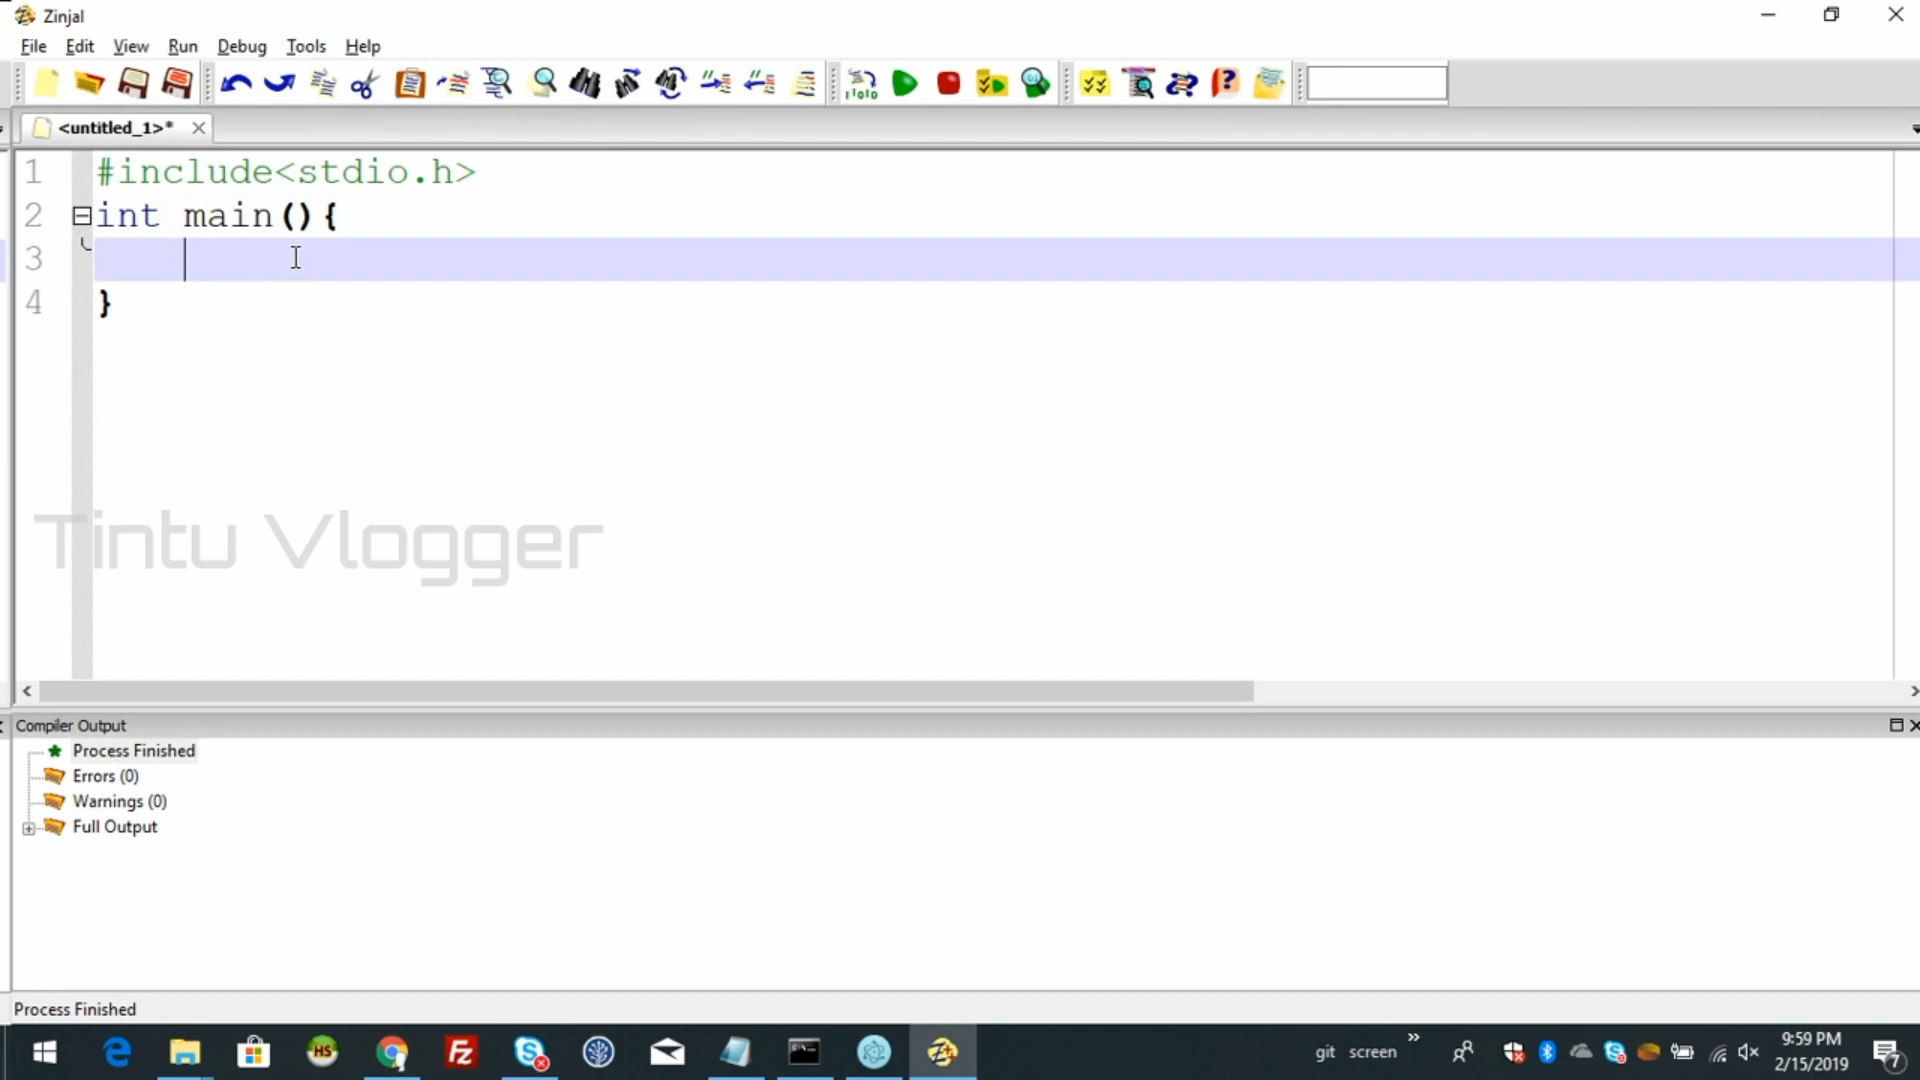 ZinjaI
File Edit View Run Debug Tools Help
<untitled_1>*
1 #include<stdio.h>
2 int main(){
3
4 }
Tintu Vlogger
Compiler Output
Process Finished
Errors (0)
Warnings (0)
Full Output
Process Finished
git screen
9:59 PM
2/15/2019
7